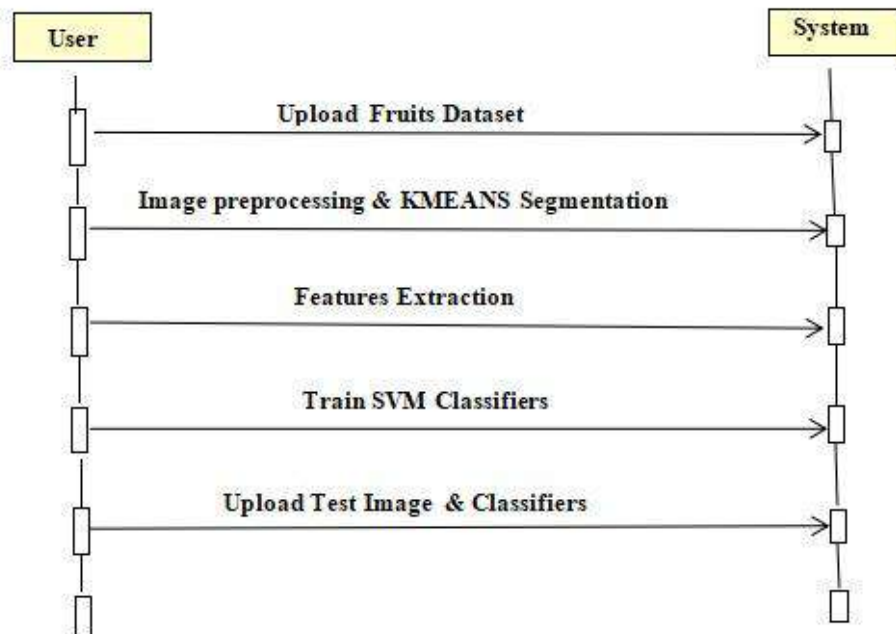 User
System
Upload Fruits Dataset
Image preprocessing & KMEANS Segmentation
Features Extraction
Train SVM Classifiers
Upload Test Image & Classifiers